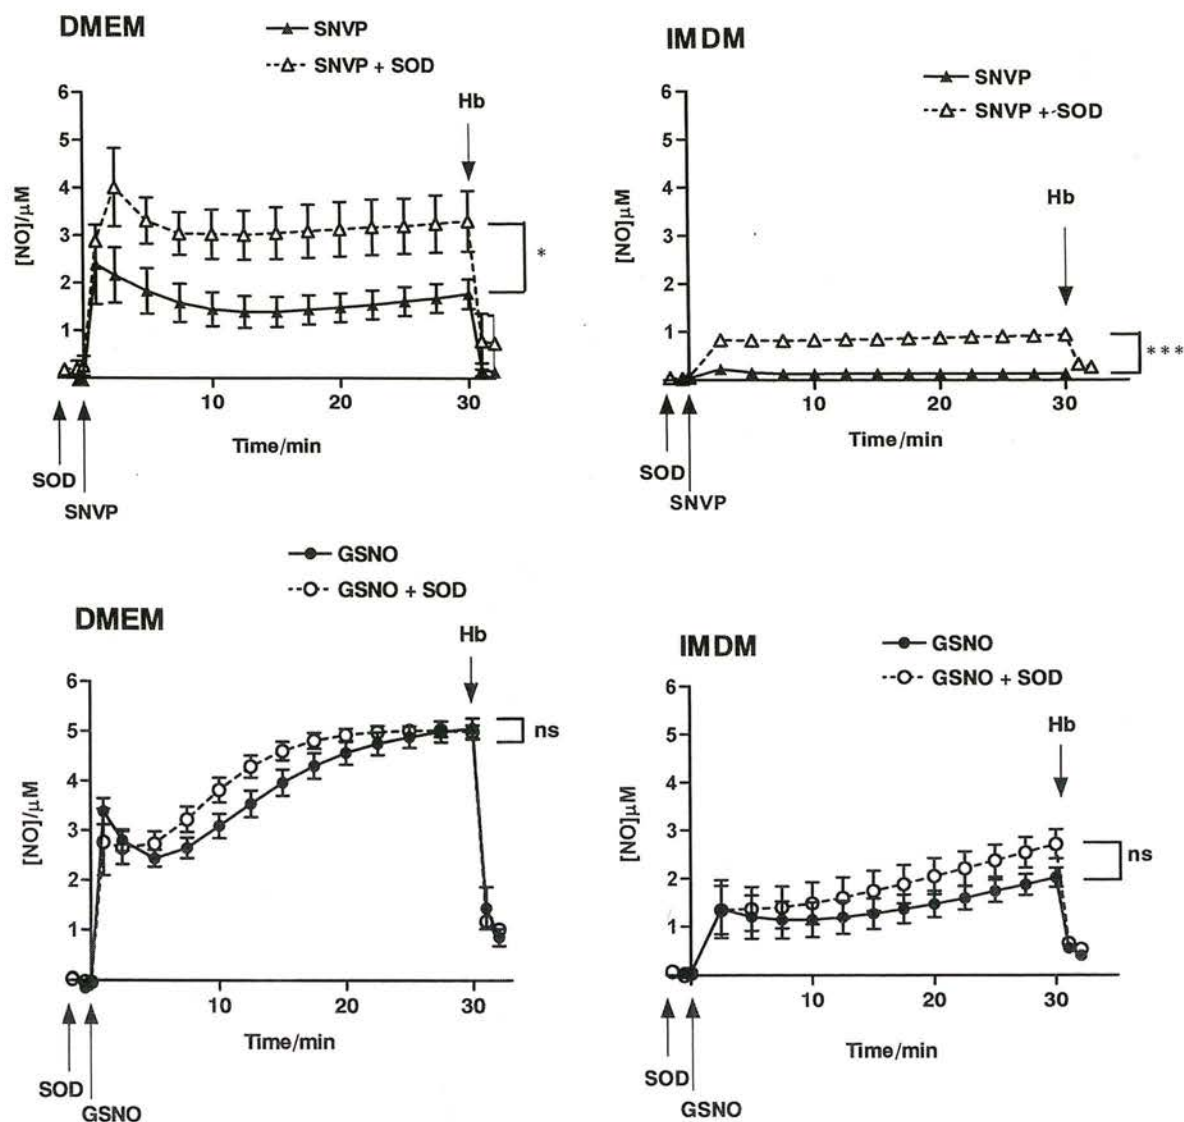 DMEM
SNVP
SNVP + SOD
Hb
6
5
4
3
2
1
[NO]/μM
*
10 20 30
Time/min
SOD
SNVP
IMDM
SNVP
SNVP + SOD
Hb
6
5
4
3
2
1
[NO]μM
***
10 20 30
Time/min
SOD
SNVP
GSNO
GSNO + SOD
DMEM
Hb
6
5
4
3
2
1
[NO]/μM
ns
10 20 30
Time/min
SOD
GSNO
IMDM
GSNO
GSNO + SOD
Hb
6
5
4
3
2
1
[NO]μM
ns
10 20 30
Time/min
SOD
GSNO